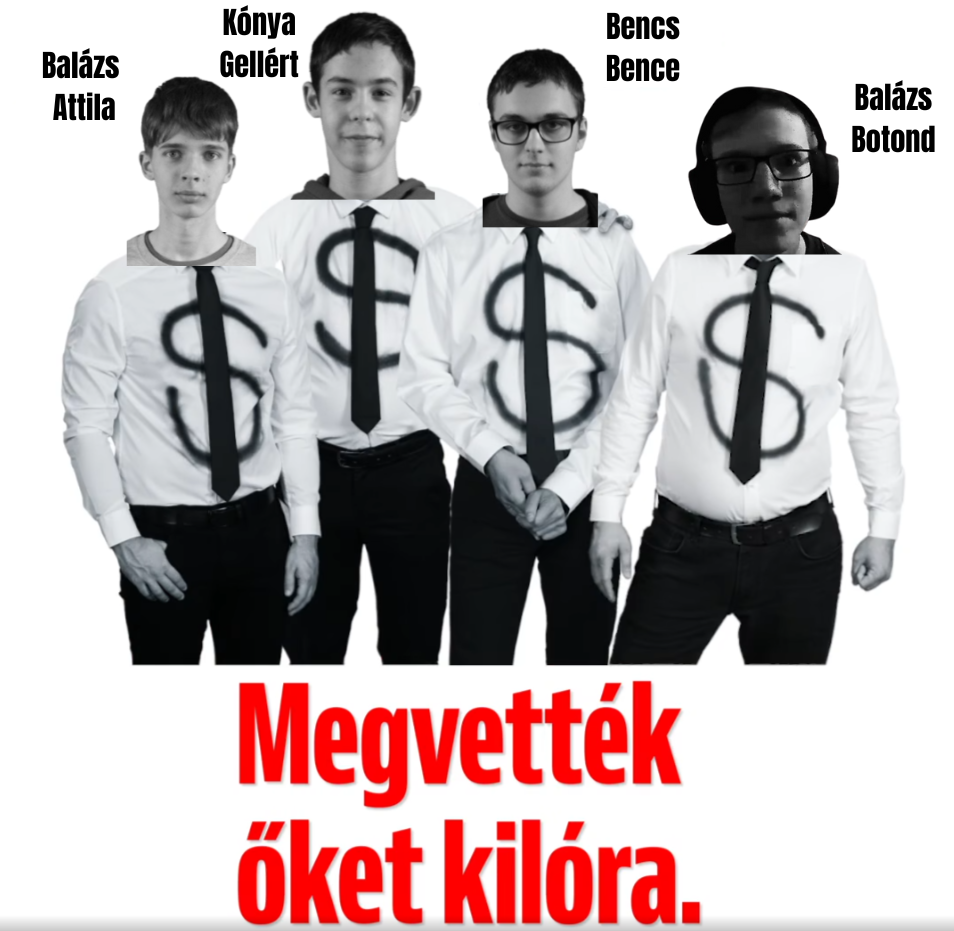 Balázs
Attila
Kónya
Gellért
Bencs
Bence
Balázs
Botond
$
$
$
$
Megvették
őket kilóra.